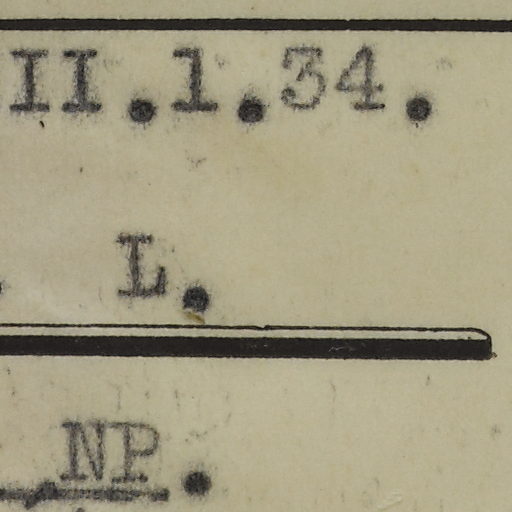 II.1.34.
. L.
NP.